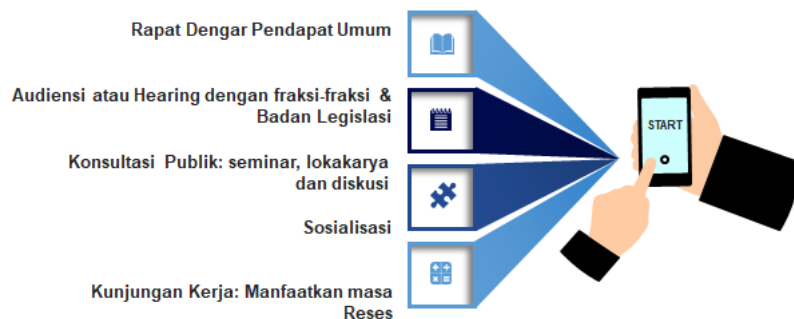 Rapat Dengar Pendapat Umum
Audiensi atau Hearing dengan fraksi-fraksi &
Badan Legislasi
START
Konsultasi Publik: seminar, lokakarya
dan diskusi
Sosialisasi
Kunjungan Kerja: Manfaatkan masa
Reses